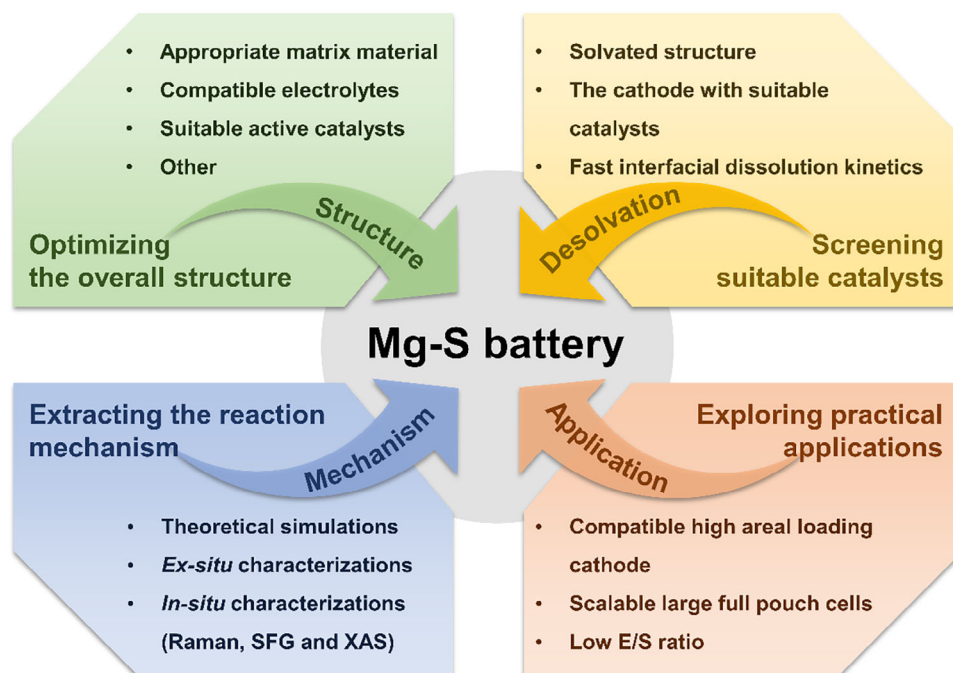 • Appropriate matrix material
• Compatible electrolytes
• Suitable active catalysts
• Other
Structure
Optimizing
the overall structure
• Solvated structure
• The cathode with suitable
catalysts
• Fast interfacial dissolution kinetics
Desolvation
Screening
suitable catalysts
Mg-S battery
Extracting the reaction
mechanism
Mechanism
• Theoretical simulations
• Ex-situ characterizations
• In-situ characterizations
(Raman, SFG and XAS)
Exploring practical
applications
Application
• Compatible high areal loading
cathode
• Scalable large full pouch cells
• Low E/S ratio